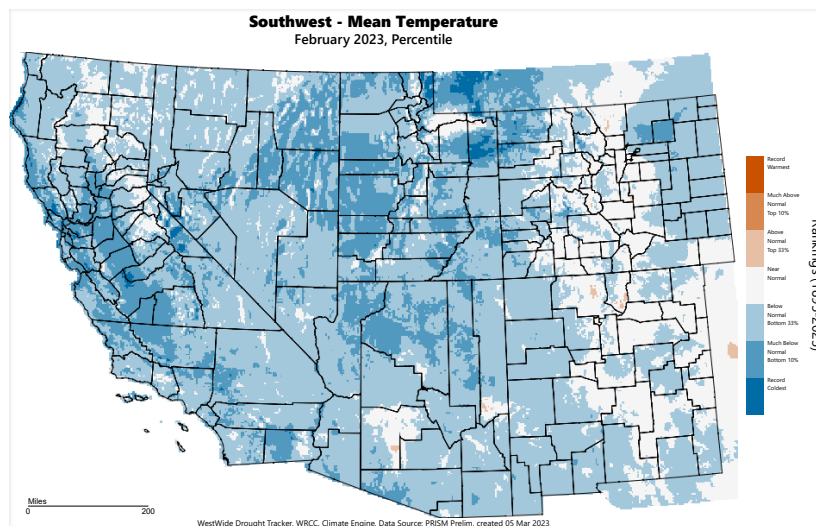 Southwest - Mean Temperature
February 2023, Percentile
Record
Warmest
Much Above
Normal
Top 10%
Above
Normal
Top 33%
Near
Normal
Below
Normal
Bottom 33%
Much Below
Normal
Bottom 10%
Record
Coldest
Miles
0 200
WestWide Drought Tracker, WRCC, Climate Engine, Data Source: PRISM Prelim, created 05 Mar 2023